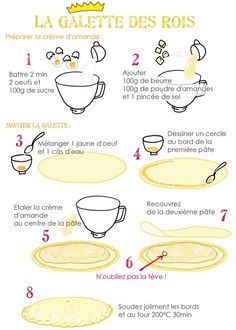 LA GALETTE DES ROIS
Préparer la crème d'amande :
1
Battre 2 min
2 oeufs et
100g de sucre
2
Ajouter
100g de beurre
100g de poudre d'amandes
et 1 pincée de sel
MONTER LA GALETTE :
3
Mélanger 1 jaune d'oeuf
et 1 càs d'eau
4
Dessiner un cercle
au bord de la
première pâte
5
Etaler la crème
d'amande
au centre de la pâte
6
N'oubliez pas la fève !
7
Recouvrez
de la deuxième pâte
8
Soudez joliment les bords
et au four 200°C 30min